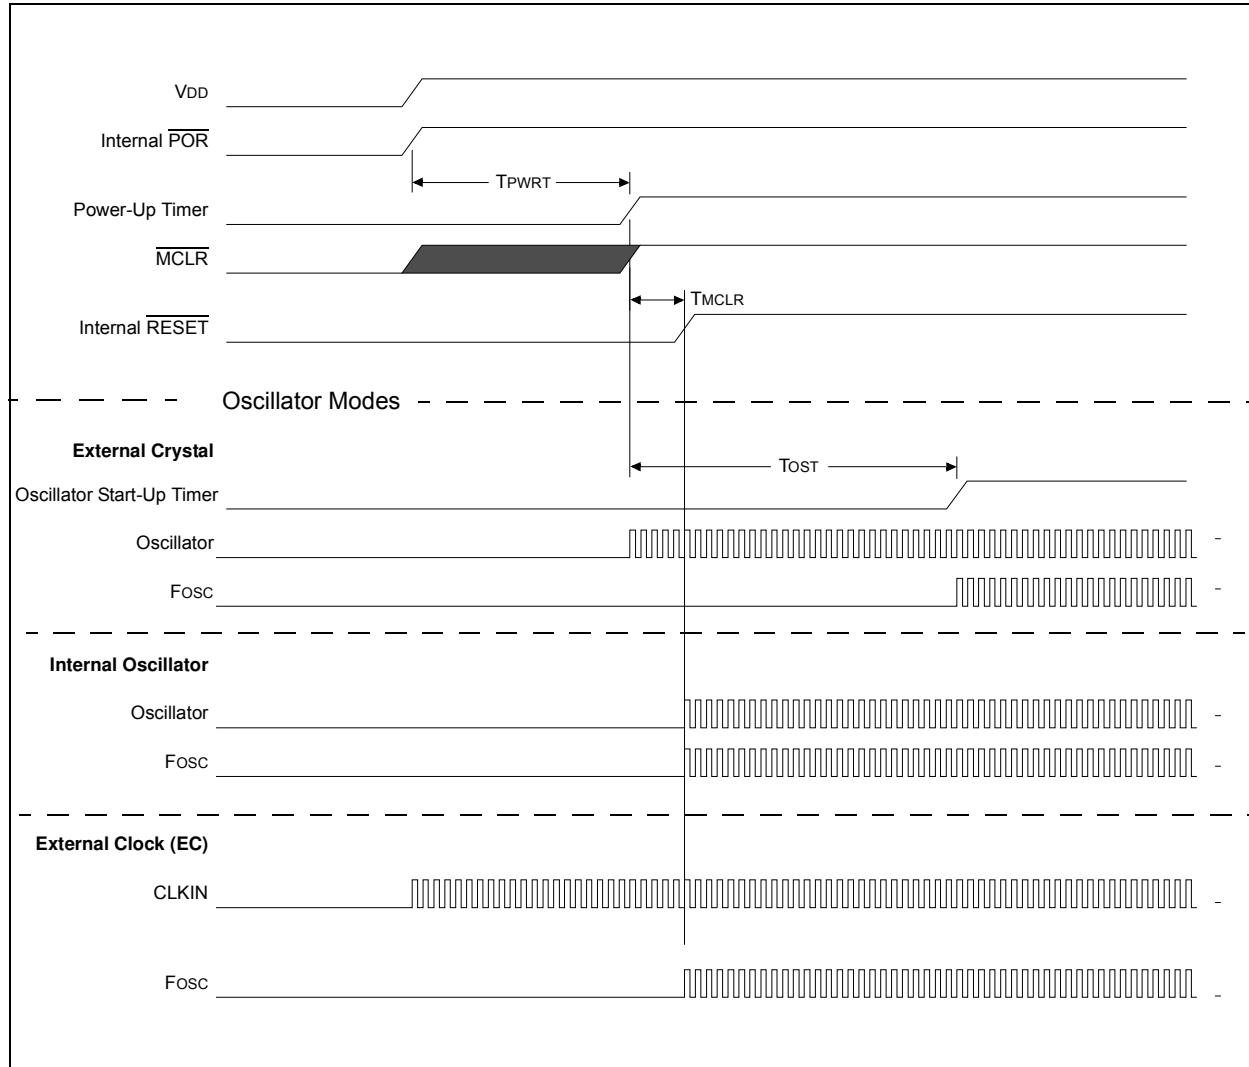 VDD
Internal POR
TPWRT
Power-Up Timer
MCLR
TMCLR
Internal RESET
Oscillator Modes
External Crystal
TOST
Oscillator Start-Up Timer
Oscillator
FOSC
Internal Oscillator
Oscillator
FOSC
External Clock (EC)
CLKIN
FOSC